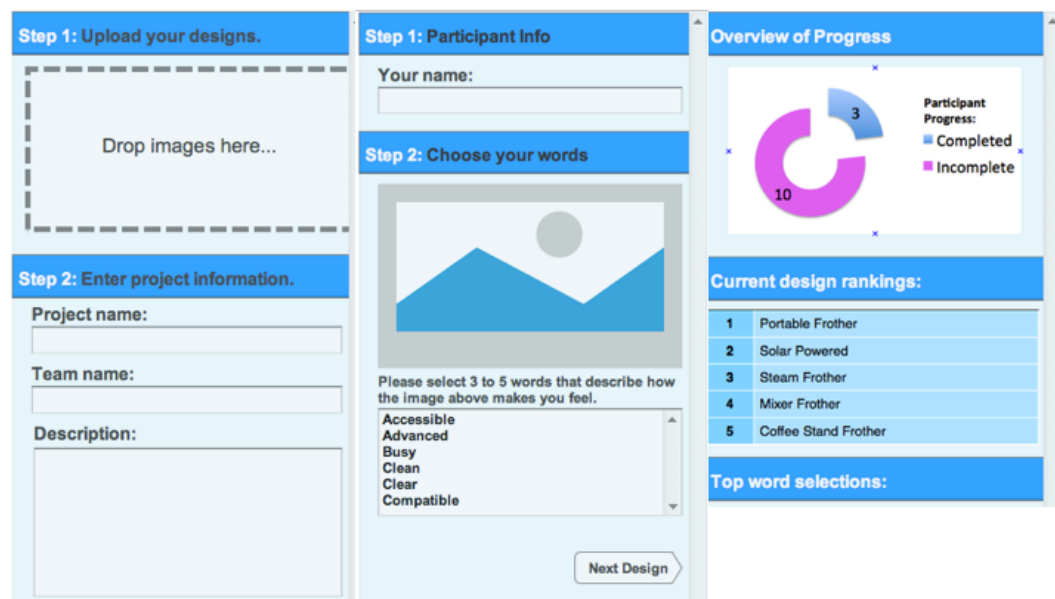 Step 1: Upload your designs.
Drop images here...
Step 2: Enter project information.
Project name:
Team name:
Description:
Step 1: Participant Info
Your name:
Step 2: Choose your words
Please select 3 to 5 words that describe how
the image above makes you feel.
Accessible
Advanced
Busy
Clean
Clear
Compatible
Next Design
Overview of Progress
3
10
Participant
Progress:
Completed
Incomplete
Current design rankings:
1 Portable Frother
2 Solar Powered
3 Steam Frother
4 Mixer Frother
5 Coffee Stand Frother
Top word selections: